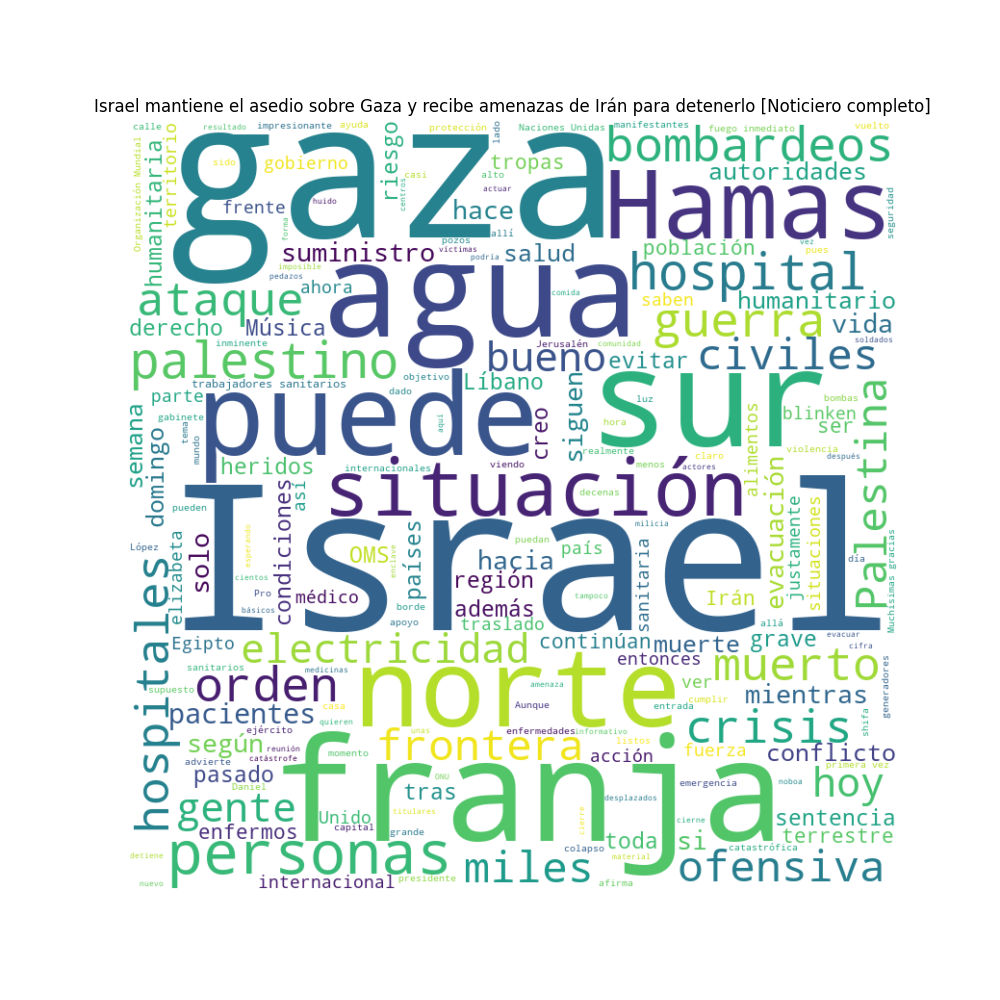 Israel mantiene el asedio sobre Gaza y recibe amenazas de Irán para detenerlo [Noticiero completo]
calle
resultado
impresionante
ayuda
protección
lado
Naciones Unidas
manifestantes
fuego inmediato
vuelto
gaza
bombardeos
Organización Mundial
humanitaria
territorio
sido
gobierno
riesgo
casi
centros
tropas
alto
actuar
autoridades
Hamas
seguridad
frente
forma
huido
hace
allí
suministro
pozos
víctimas
podría
salud
población
vez
pues
agua
hospital
imposible
pedazos
ahora
comida
saben
humanitario
ataque
derecho
Música
guerra
vida
soldados
inminente
Jerusalén
comunidad
palestino
bueno
evitar
civiles
trabajadores sanitarios
objetivo
Líbano
sur
parte
gabinete
puede
dado
aquí
creo
siguen
luz
hora
bombas
blinken
ser
Palestina
semana
tema
mundo
domingo
heridos
internacionales
viendo
realmente
menos
claro
actores
alimentos
violencia
después
así
situación
decenas
pueden
hospitales
López
elizabeta
solo
esperando
condiciones
Israel
milicia
OMS
países
enclave
puedan
hacia
país
sanitaria
evacuación
justamente
situaciones
día
Muchísimas gracias
cientos
Pro
básicos
médico
región
borde
apoyo
además
tampoco
Irán
allá
traslado
evacuar
Egipto
electricidad
continúan
muerte
grave
cifra
sanitarios
medicinas
norte
entonces
muerto
supuesto
orden
amenaza
ver
mientras
generadores
casa
Aunque
entrada
cumplir
pacientes
quieren
enfermedades
informativo
crisis
shifa
según
ejército
reunión
unas
frontera
acción
listos
fuerza
conflicto
advierte
catástrofe
momento
pasado
Daniel
franja
ONU
emergencia
primera vez
noboa
hoy
tras
desplazados
gente
titulares
Unido
cierre
cierne
sentencia
enfermos
capital
grande
colapso
toda
si
terrestre
detiene
personas
material
catastrófica
miles
ofensiva
nuevo
internacional
presidente
afirma